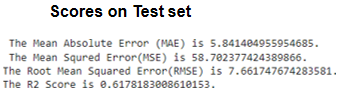 Scores on Test set
The Mean Absolute Error (MAE) is 5.841404955954685.
The Mean Squred Error(MSE) is 58.702377424389866.
The Root Mean Squared Error(RMSE) is 7.661747674283581.
The R2 Score is 0.6178183008610153.